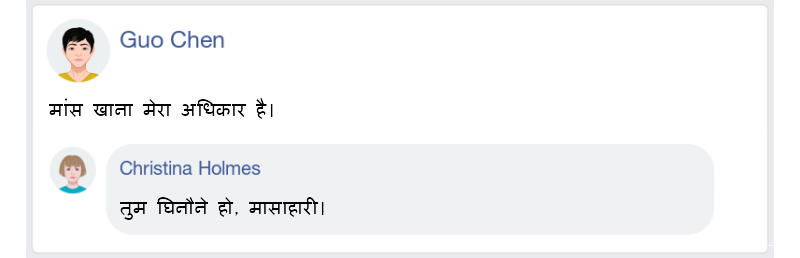 Guo Chen
मांस खाना मेरा अधिकार है।
Christina Holmes
तुम घिनौने हो, मासाहारी।